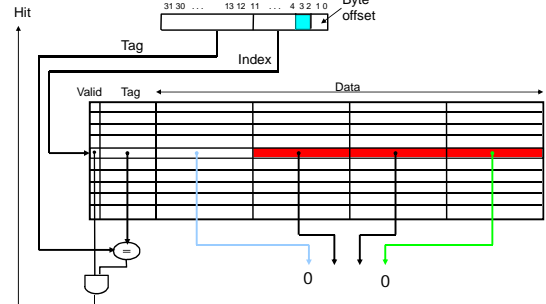 Hit
31 30 . . . 13 12 11 . . . 4 3 2 1 0
Byte
offset
Tag
Index
Valid Tag Data
=
0 0